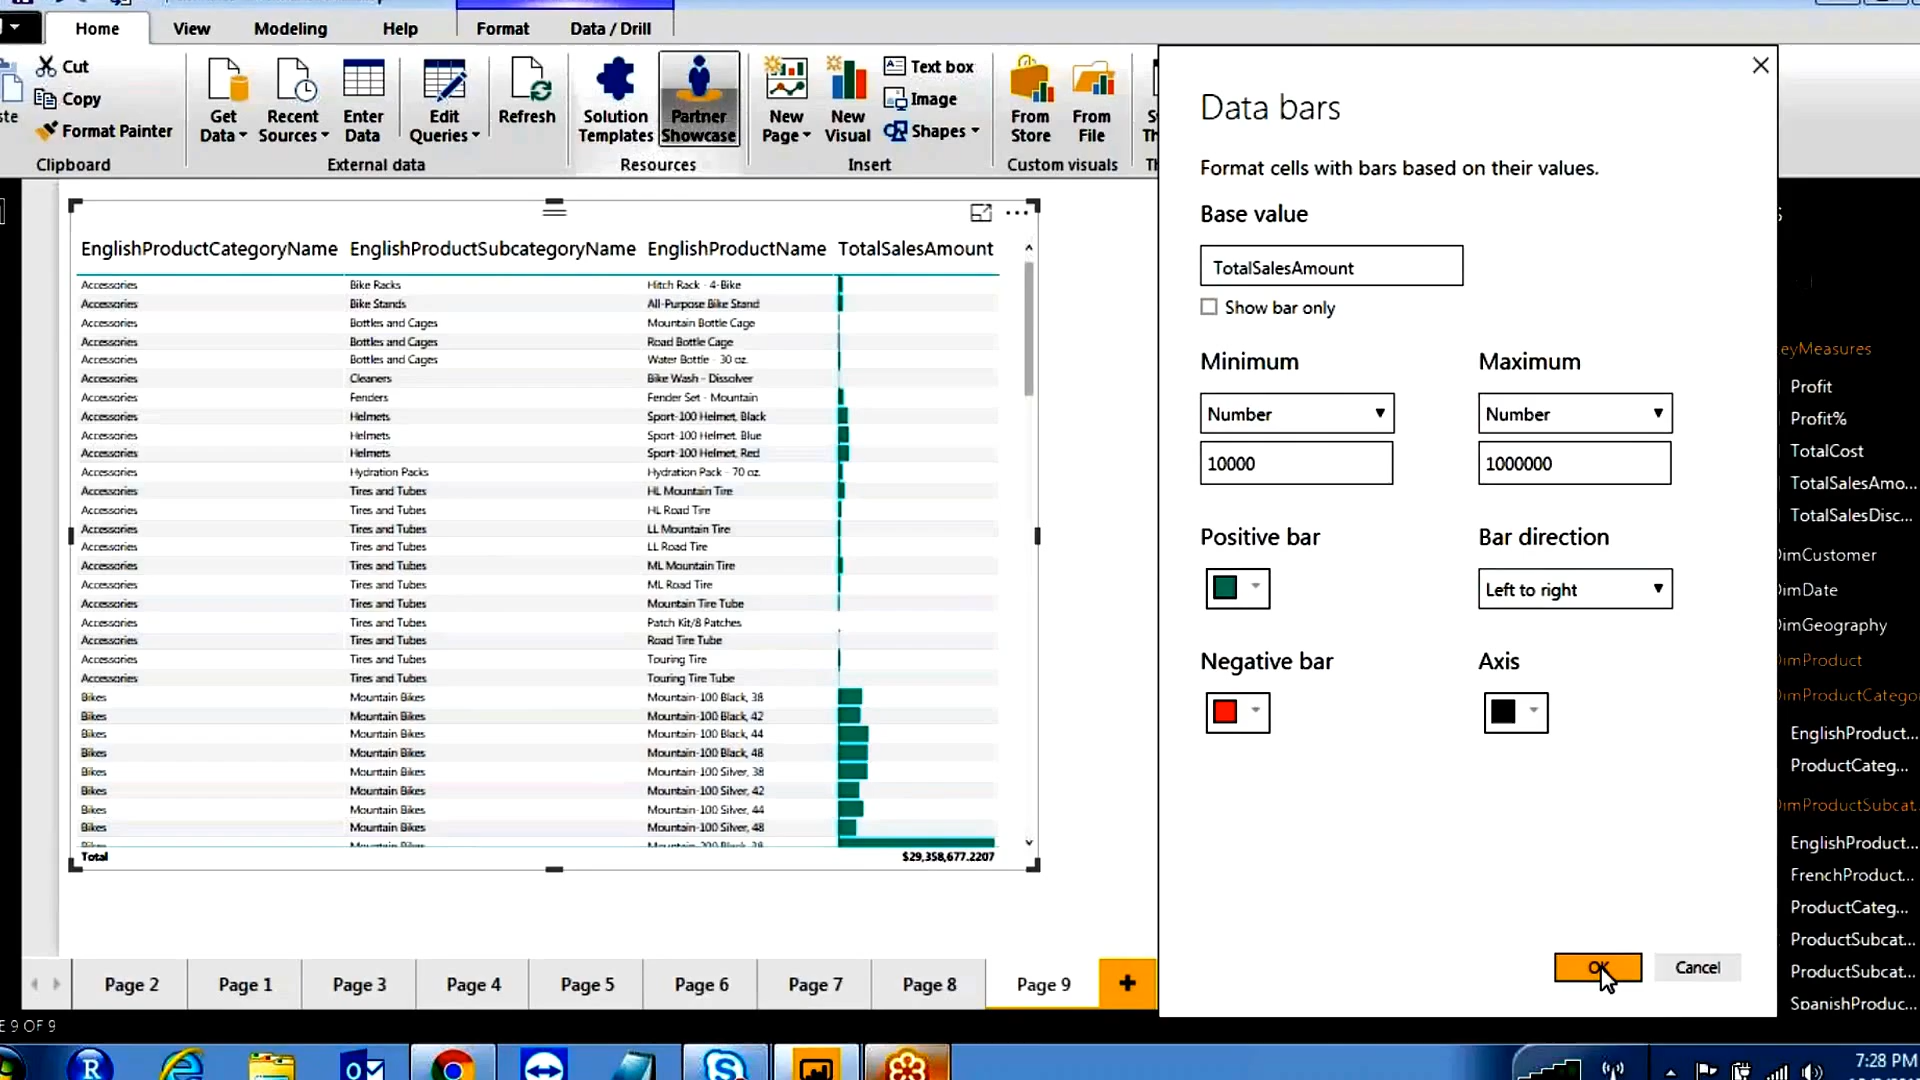 Home View Modeling Help Format Data / Drill
Cut
Copy
Format Painter
Clipboard
Get Data
Recent Sources
Enter Data
Edit Queries
External data
Refresh
Solution Templates
Partner Showcase
Resources
New Page
New Visual
Text box
Image
Shapes
Insert
From Store
From File
Custom visuals
EnglishProductCategoryName EnglishProductSubcategoryName EnglishProductName TotalSalesAmount
Accessories Bike Racks Hitch Rack - 4-Bike
Accessories Bike Stands All-Purpose Bike Stand
Accessories Bottles and Cages Mountain Bottle Cage
Accessories Bottles and Cages Road Bottle Cage
Accessories Bottles and Cages Water Bottle - 30 oz.
Accessories Cleaners Bike Wash - Dissolver
Accessories Fenders Fender Set - Mountain
Accessories Helmets Sport-100 Helmet, Black
Accessories Helmets Sport-100 Helmet, Blue
Accessories Helmets Sport-100 Helmet, Red
Accessories Hydration Packs Hydration Pack - 70 oz.
Accessories Tires and Tubes HL Mountain Tire
Accessories Tires and Tubes HL Road Tire
Accessories Tires and Tubes LL Mountain Tire
Accessories Tires and Tubes LL Road Tire
Accessories Tires and Tubes ML Mountain Tire
Accessories Tires and Tubes ML Road Tire
Accessories Tires and Tubes Mountain Tire Tube
Accessories Tires and Tubes Patch Kit/8 Patches
Accessories Tires and Tubes Road Tire Tube
Accessories Tires and Tubes Touring Tire
Accessories Tires and Tubes Touring Tire Tube
Bikes Mountain Bikes Mountain-100 Black, 38
Bikes Mountain Bikes Mountain-100 Black, 42
Bikes Mountain Bikes Mountain-100 Black, 44
Bikes Mountain Bikes Mountain-100 Black, 48
Bikes Mountain Bikes Mountain-100 Silver, 38
Bikes Mountain Bikes Mountain-100 Silver, 42
Bikes Mountain Bikes Mountain-100 Silver, 44
Bikes Mountain Bikes Mountain-100 Silver, 48
Bikes Mountain Bikes Mountain-200 Black, 38
Total $29,358,677.2207
Page 2 Page 1 Page 3 Page 4 Page 5 Page 6 Page 7 Page 8 Page 9 +
E 9 OF 9
Data bars
Format cells with bars based on their values.
Base value
TotalSalesAmount
Show bar only
Minimum Maximum
Number Number
10000 1000000
Positive bar Bar direction
Left to right
Negative bar Axis
OK Cancel
eyMeasures
Profit
Profit%
TotalCost
TotalSalesAmo...
TotalSalesDisc...
DimCustomer
DimDate
DimGeography
DimProduct
DimProductCatego
EnglishProduct...
ProductCateg...
DimProductSubcat
EnglishProduct...
FrenchProduct...
ProductCateg...
ProductSubcat...
ProductSubcat...
SpanishProduc...
7:28 PM